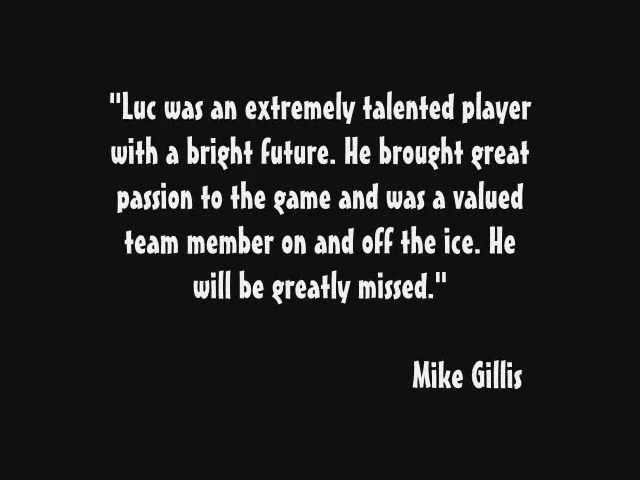 "Luc was an extremely talented player
with a bright future. He brought great
passion to the game and was a valued
team member on and off the ice. He
will be greatly missed."
Mike Gillis